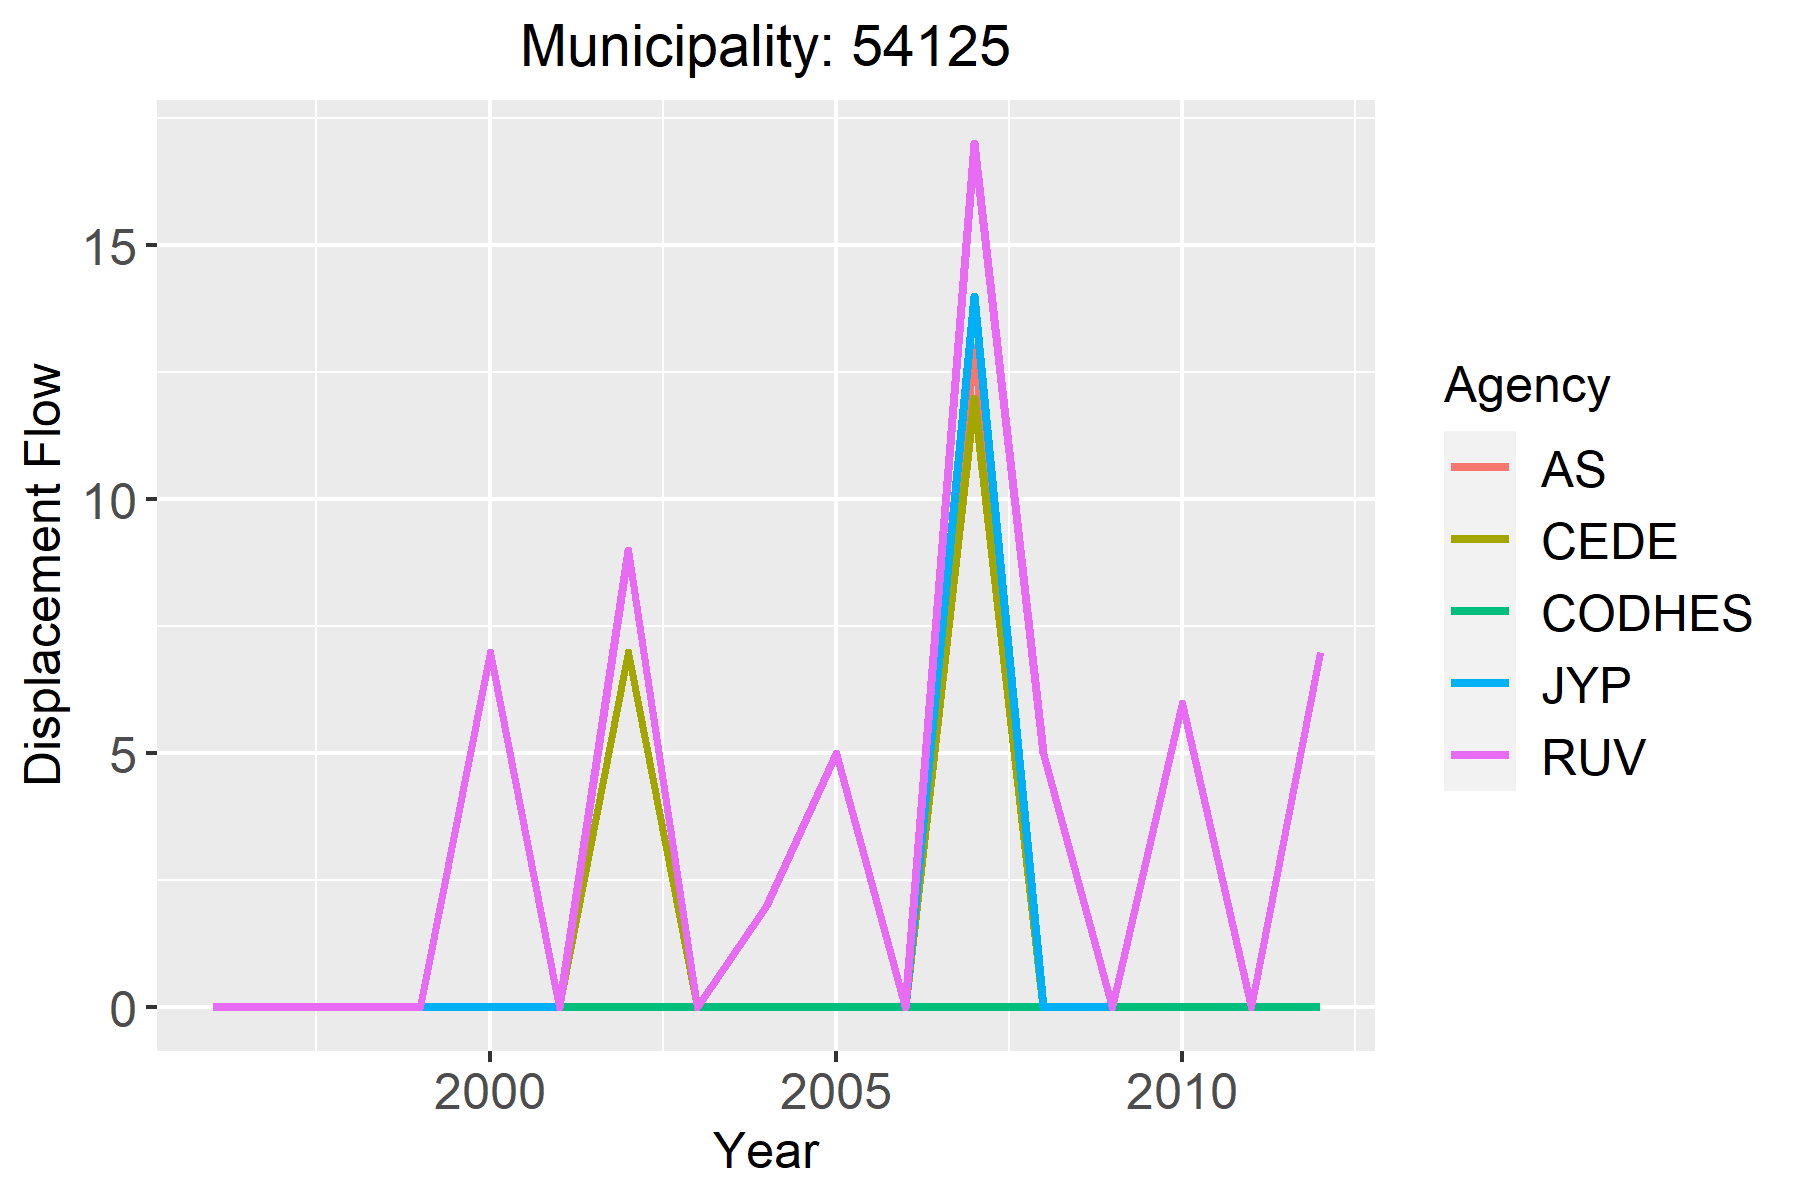 Municipality: 54125
Displacement Flow
15
10
5
0
2000 2005 2010
Year
Agency
AS
CEDE
CODHES
JYP
RUV